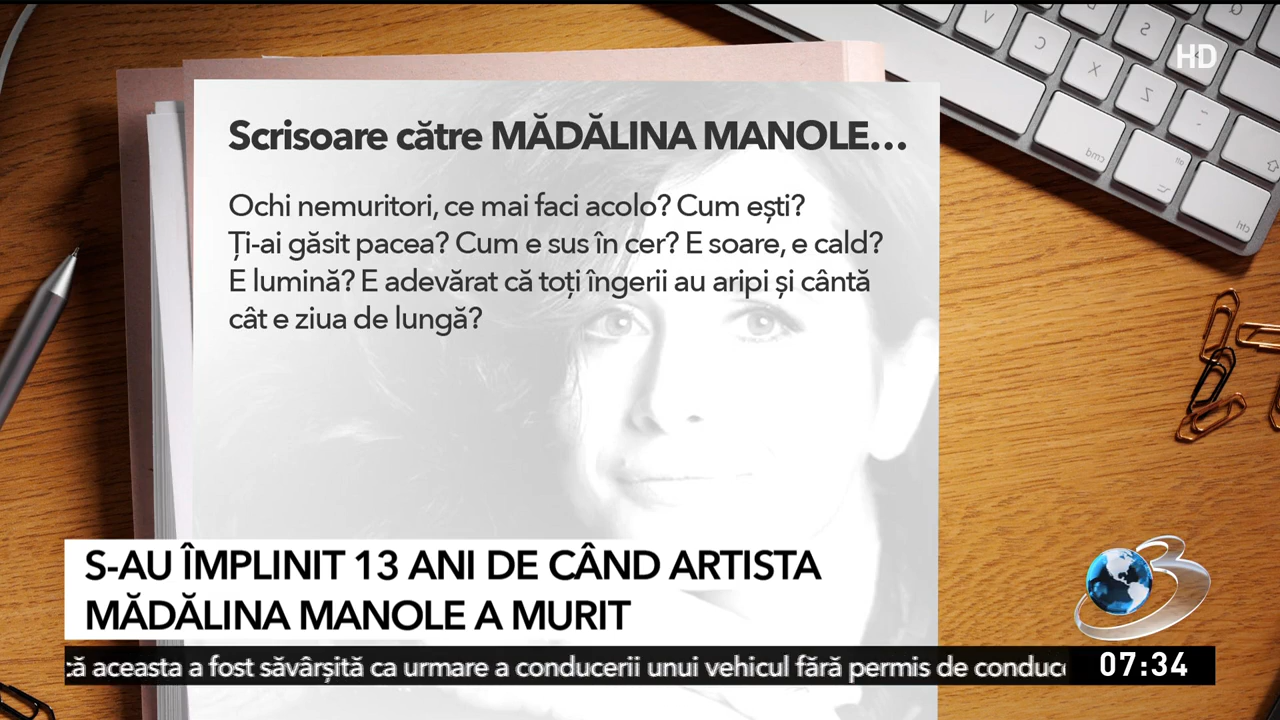 HD
Scrisoare către MĂDĂLINA MANOLE...
Ochi nemuritori, ce mai faci acolo? Cum ești?
Ți-ai găsit pacea? Cum e sus în cer? E soare, e cald?
E lumină? E adevărat că toți îngerii au aripi și cântă
cât e ziua de lungă?
S-AU ÎMPLINIT 13 ANI DE CÂND ARTISTA
MĂDĂLINA MANOLE A MURIT
aceasta a fost săvârșită ca urmare a conducerii unui vehicul fără permis de
07:34